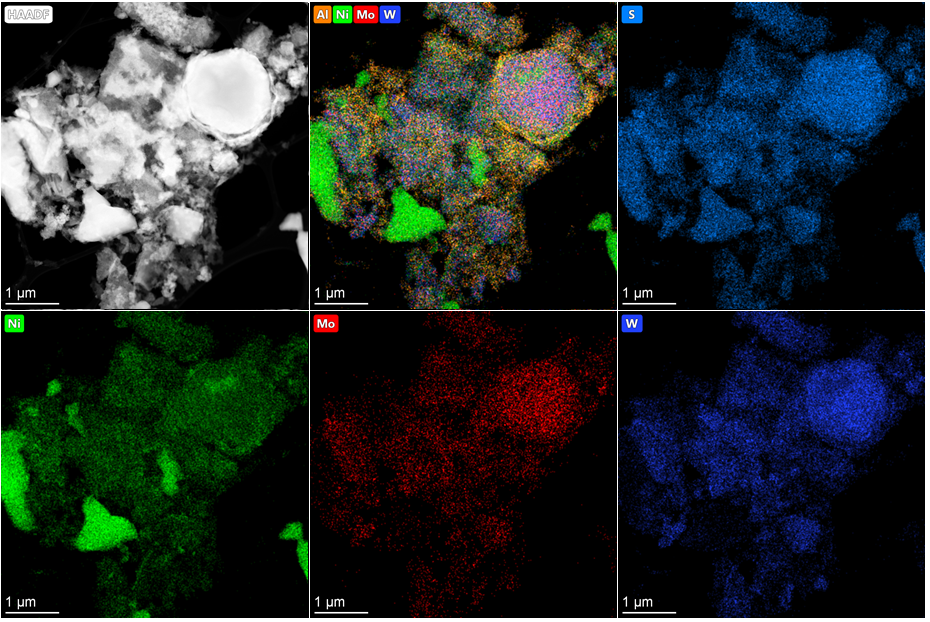 HAADF
Al Ni Mo W
S
1 µm
1 µm
1 µm
Ni
Mo
W
1 µm
1 µm
1 µm